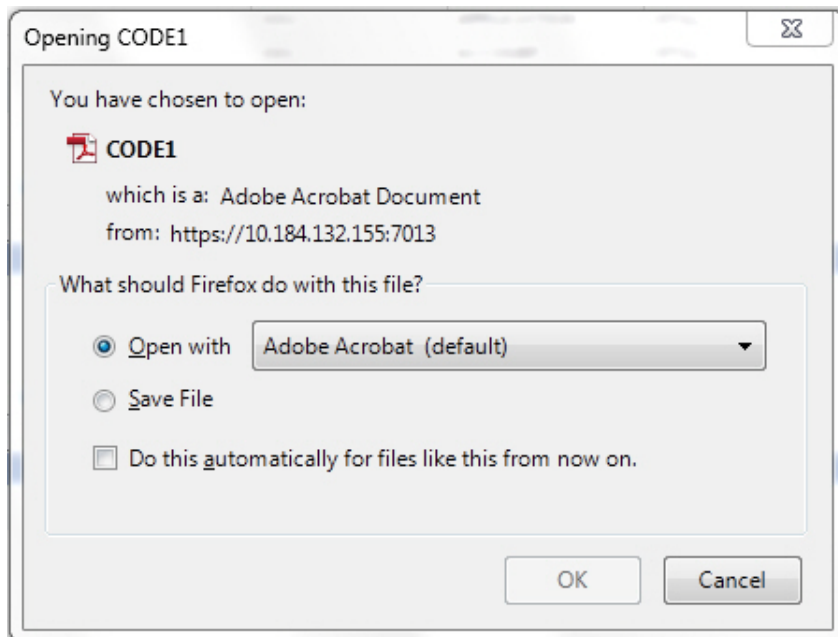 Opening CODE1
You have chosen to open:
CODE1
which is a: Adobe Acrobat Document
from: https://10.184.132.155:7013
What should Firefox do with this file?
Open with Adobe Acrobat (default)
Save File
Do this automatically for files like this from now on.
OK Cancel